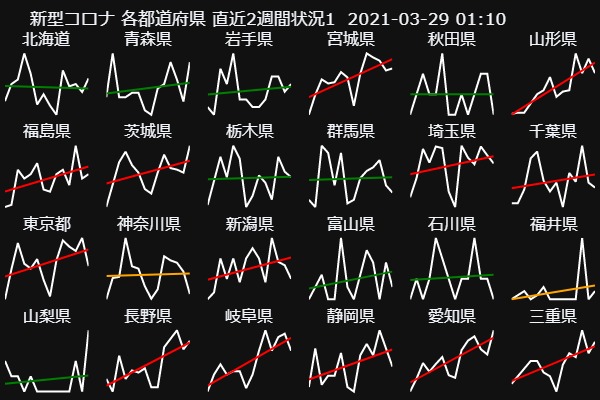 新型コロナ 各都道府県 直近2週間状況1 2021-03-29 01:10
北海道 青森県 岩手県 宮城県 秋田県 山形県
福島県 茨城県 栃木県 群馬県 埼玉県 千葉県
東京都 神奈川県 新潟県 富山県 石川県 福井県
山梨県 長野県 岐阜県 静岡県 愛知県 三重県